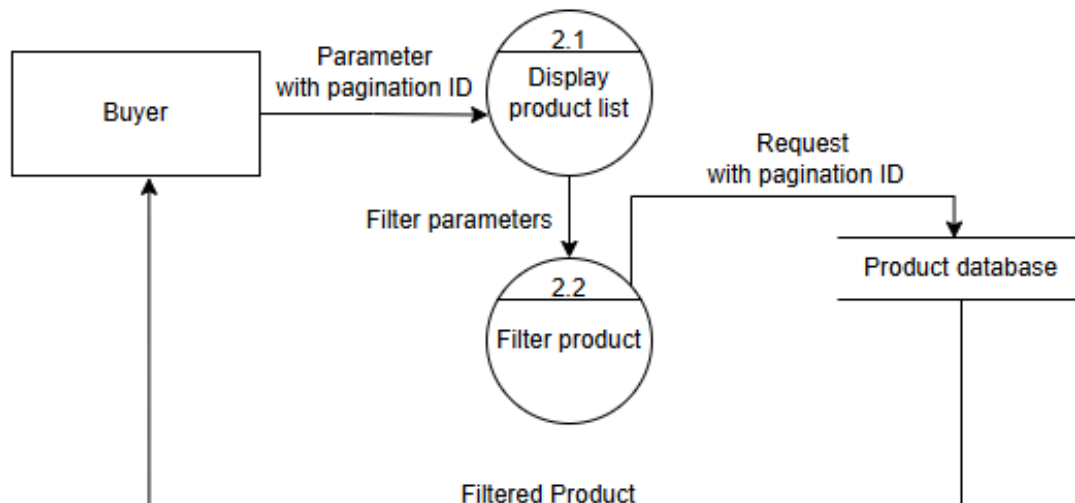 2.1
Parameter
with pagination ID
Display
product list
Buyer
Request
with pagination ID
Filter parameters
Product database
2.2
Filter product
Filtered Product